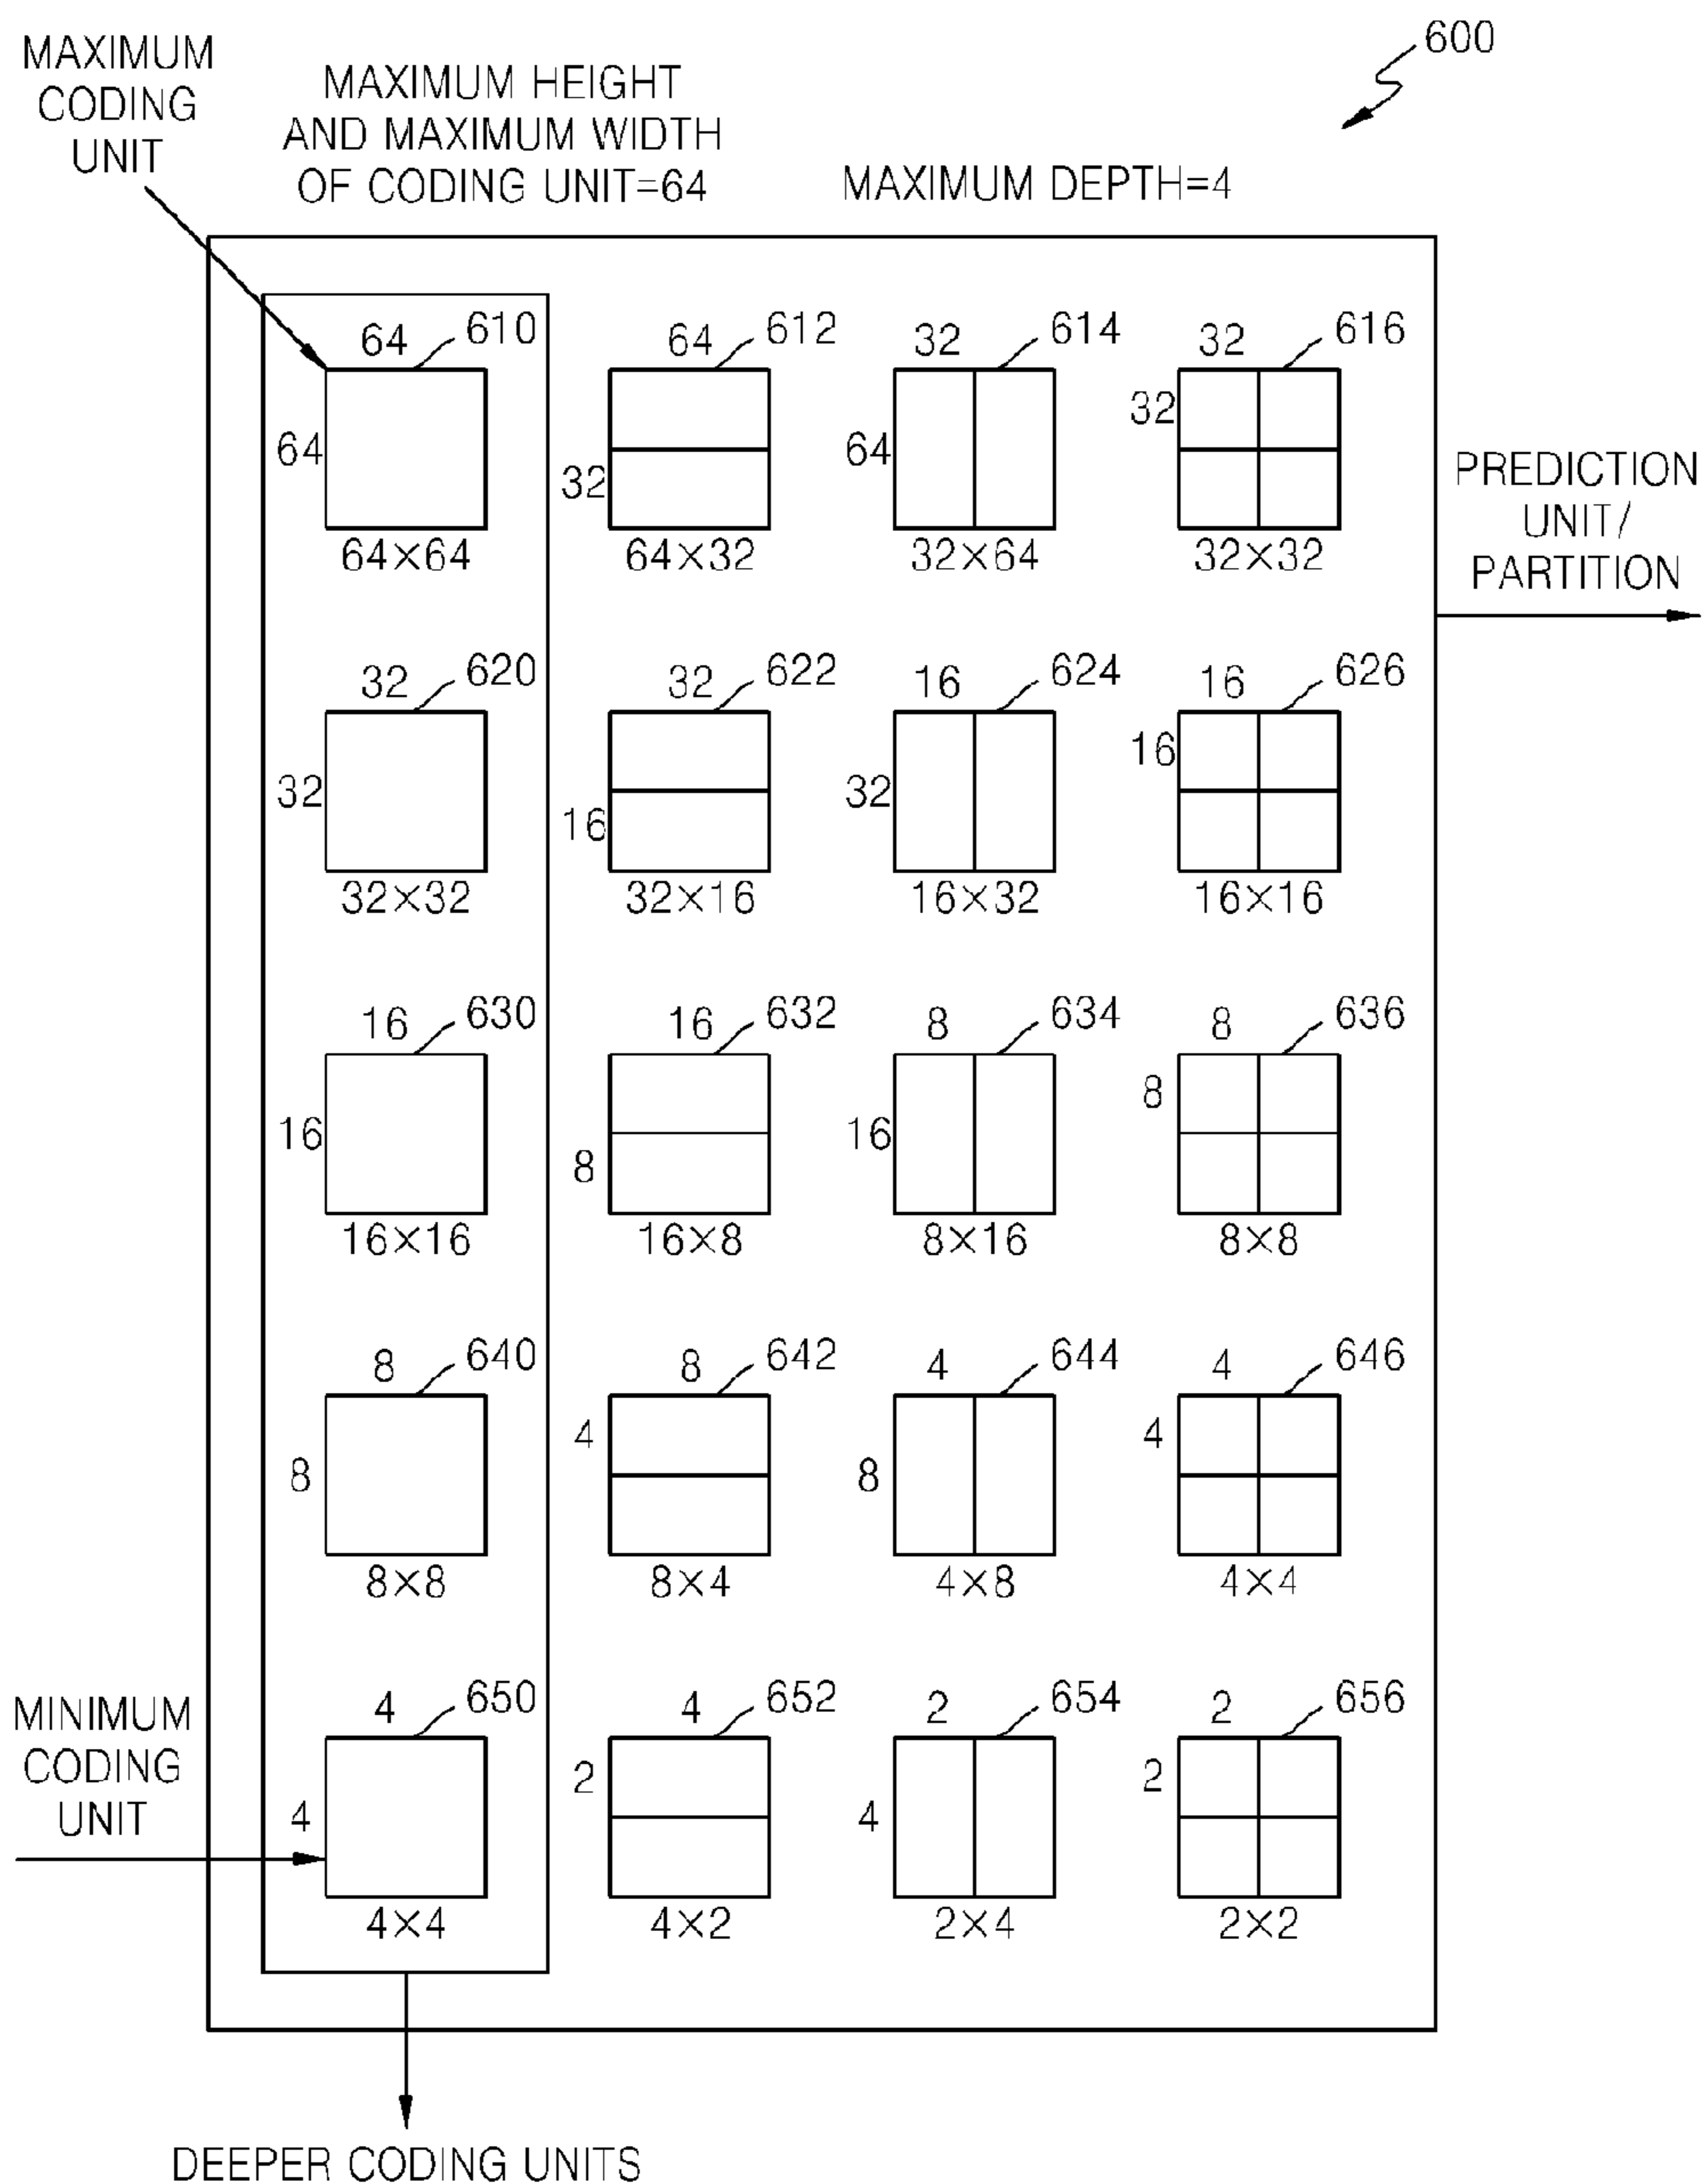 600
MAXIMUM
CODING
UNIT
MAXIMUM HEIGHT
AND MAXIMUM WIDTH
OF CODING UNIT=64
MAXIMUM DEPTH=4
64 610 64 612 32 614 32 616
64 32 64 32
64×64 64×32 32×64 32×32
PREDICTION
UNIT/
PARTITION
32 620 32 622 16 624 16 626
32 16 32 16
32×32 32×16 16×32 16×16
16 630 16 632 8 634 8 636
16 8 16 8
16×16 16×8 8×16 8×8
8 640 8 642 4 644 4 646
8 4 8 4
8×8 8×4 4×8 4×4
MINIMUM
CODING
UNIT
4 650 4 652 2 654 2 656
4 2 4 2
4×4 4×2 2×4 2×2
DEEPER CODING UNITS